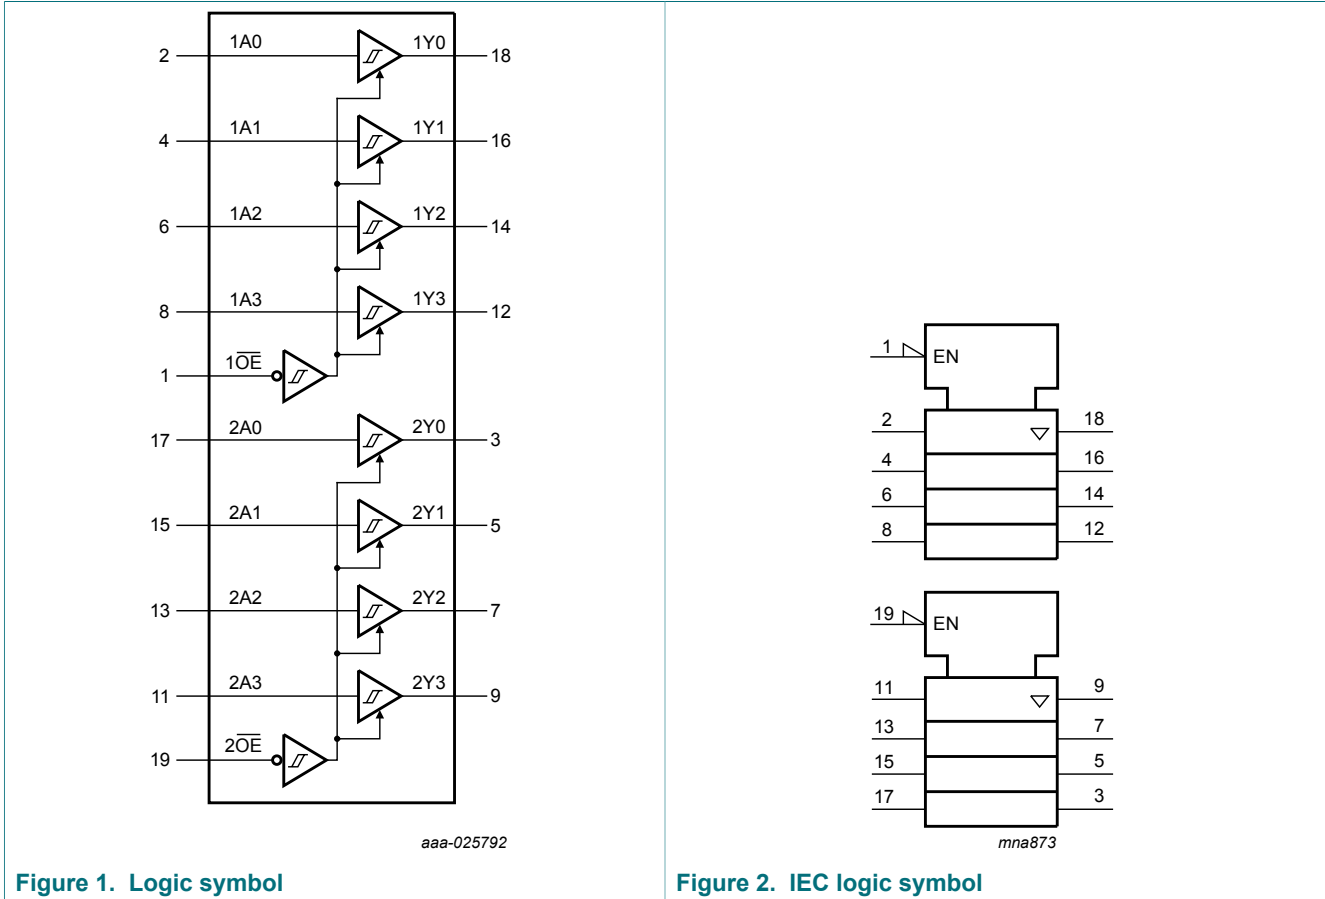 2 1A0 1Y0 18
4 1A1 1Y1 16
6 1A2 1Y2 14
8 1A3 1Y3 12
1 1O̅E̅
17 2A0 2Y0 3
15 2A1 2Y1 5
13 2A2 2Y2 7
11 2A3 2Y3 9
19 2O̅E̅
aaa-025792
Figure 1. Logic symbol
1 EN
2 18
4 16
6 14
8 12
19 EN
11 9
13 7
15 5
17 3
mna873
Figure 2. IEC logic symbol